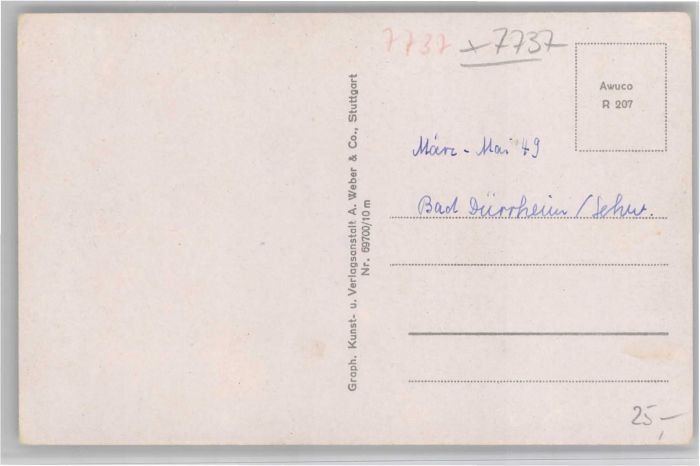 7737 x 7737
Awuco
R 207
März - Mai 49
Bad Dürrheim / Schw.
Graph. Kunst- u. Verlagsanstalt A. Weber & Co., Stuttgart
Nr. 69700/10 m
25,-